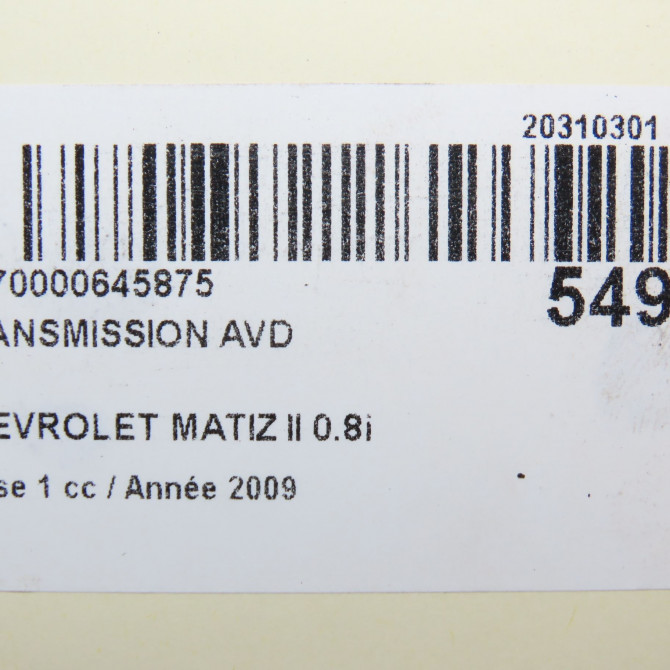 20310301
70000645875
549
ANSMISSION AVD
EVROLET MATIZ II 0.8i
se 1 cc / Année 2009